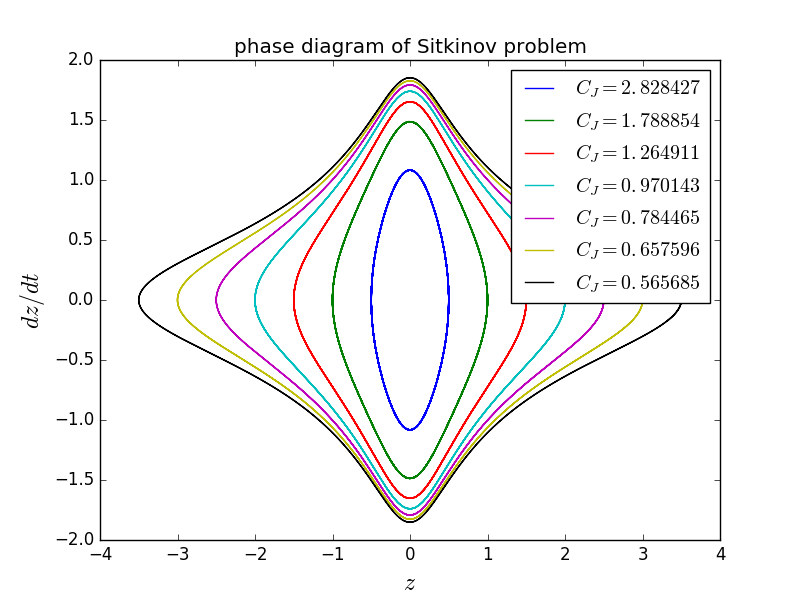 phase diagram of Sitkinov problem
2.0
1.5
1.0
0.5
0.0
−0.5
−1.0
−1.5
−2.0
dz/dt
C_J = 2.828427
C_J = 1.788854
C_J = 1.264911
C_J = 0.970143
C_J = 0.784465
C_J = 0.657596
C_J = 0.565685
−4 −3 −2 −1 0 1 2 3 4
z